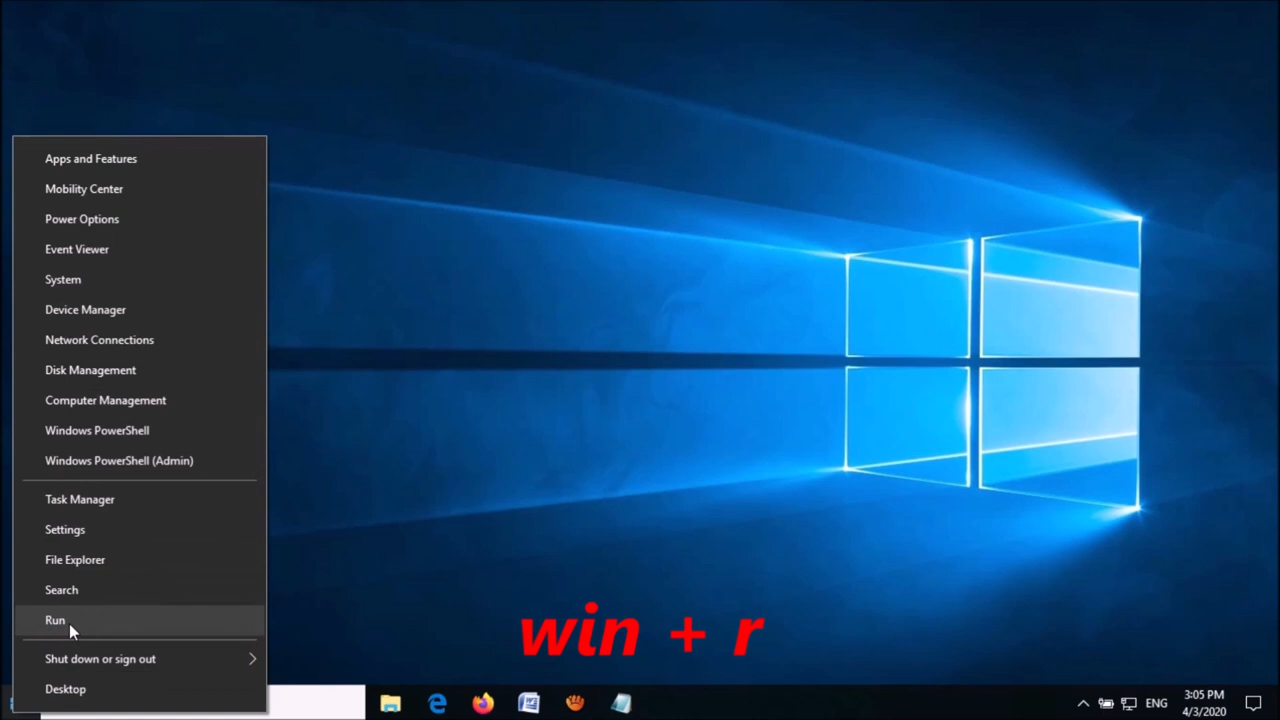 Apps and Features
Mobility Center
Power Options
Event Viewer
System
Device Manager
Network Connections
Disk Management
Computer Management
Windows PowerShell
Windows PowerShell (Admin)
Task Manager
Settings
File Explorer
Search
Run
Shut down or sign out
Desktop
win + r
ENG
3:05 PM
4/3/2020